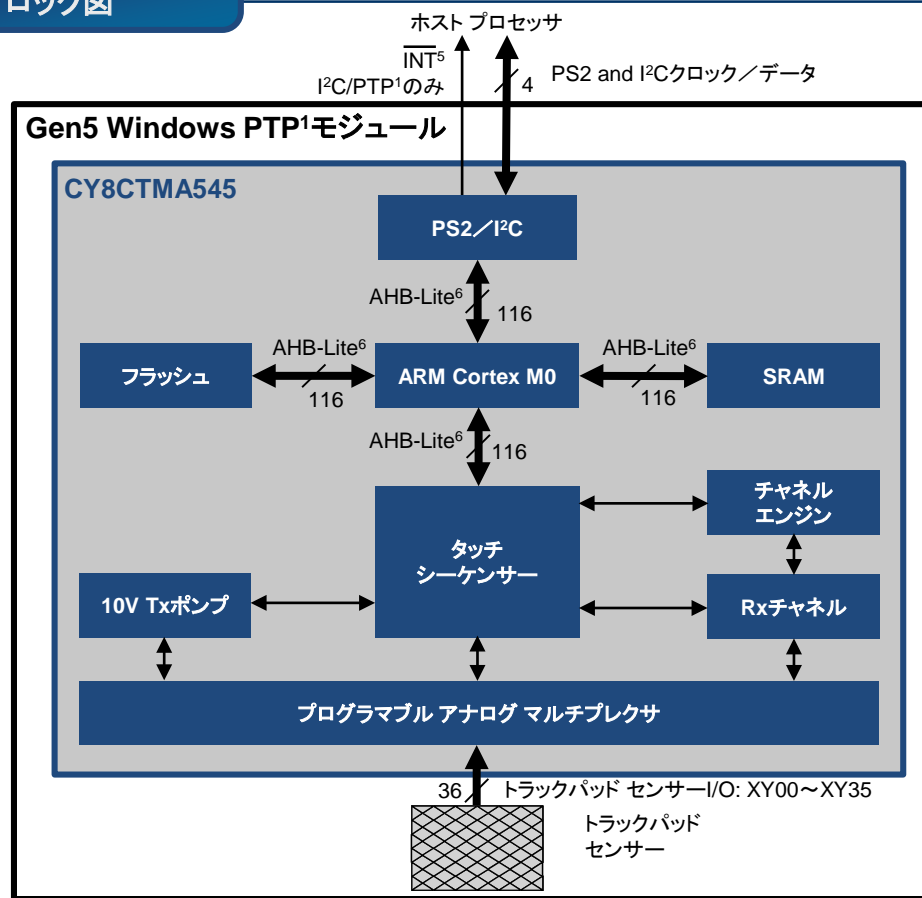 ロック図
ホスト プロセッサ
INT5
I2C/PTP1のみ
4
PS2 and I2Cクロック／データ
Gen5 Windows PTP1モジュール
CY8CTMA545
PS2／I2C
AHB-Lite6
116
フラッシュ
AHB-Lite6
116
ARM Cortex M0
AHB-Lite6
116
SRAM
AHB-Lite6
116
チャネル
エンジン
タッチ
シーケンサー
10V Txポンプ
Rxチャネル
プログラマブル アナログ マルチプレクサ
36
トラックパッド センサーI/O: XY00～XY35
トラックパッド
センサー